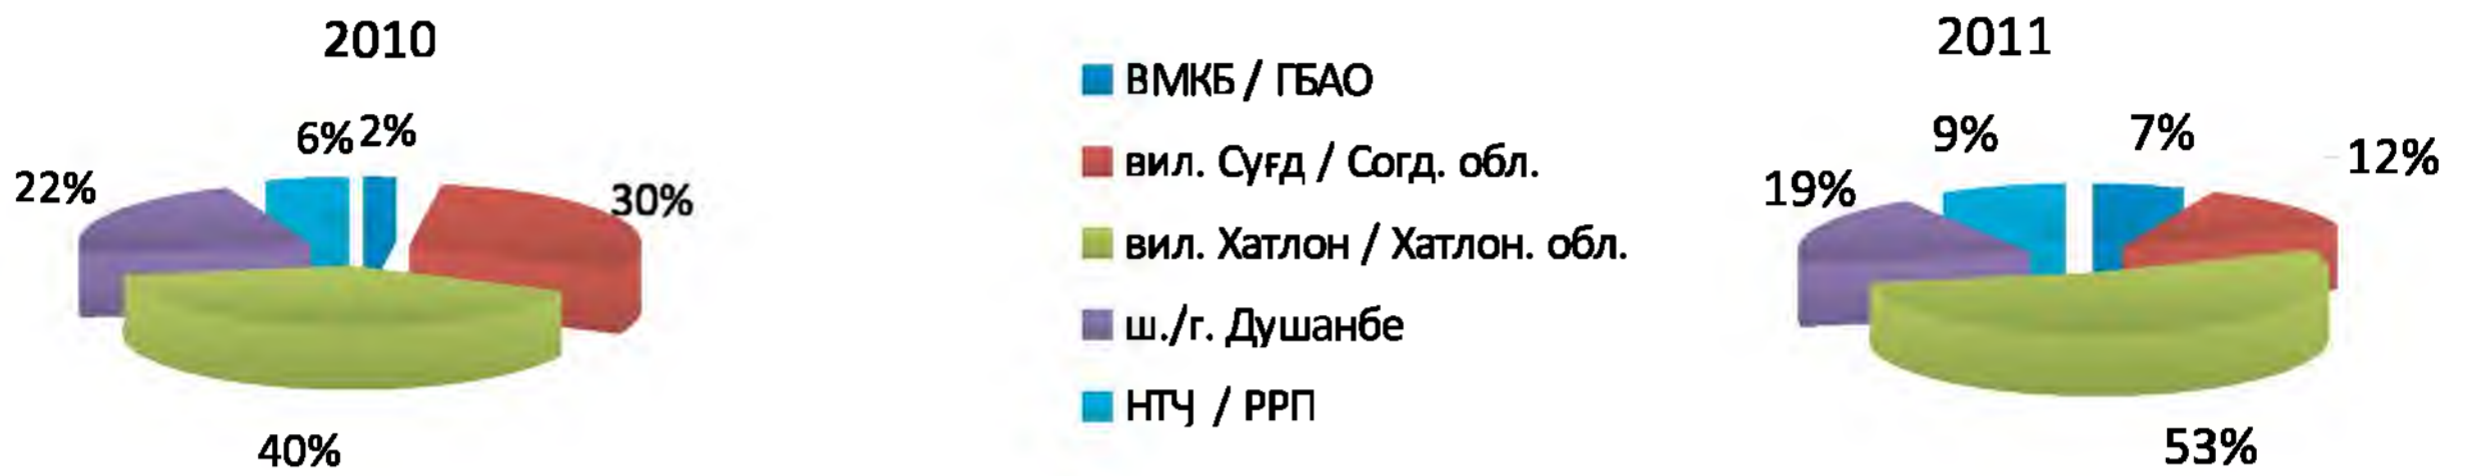 2010
6%
2%
22%
30%
40%
ВМКБ / ГБАО
вил. Суғд / Согд. обл.
вил. Хатлон / Хатлон. обл.
ш./г. Душанбе
НТҶ / РРП
2011
9%
7%
12%
19%
53%